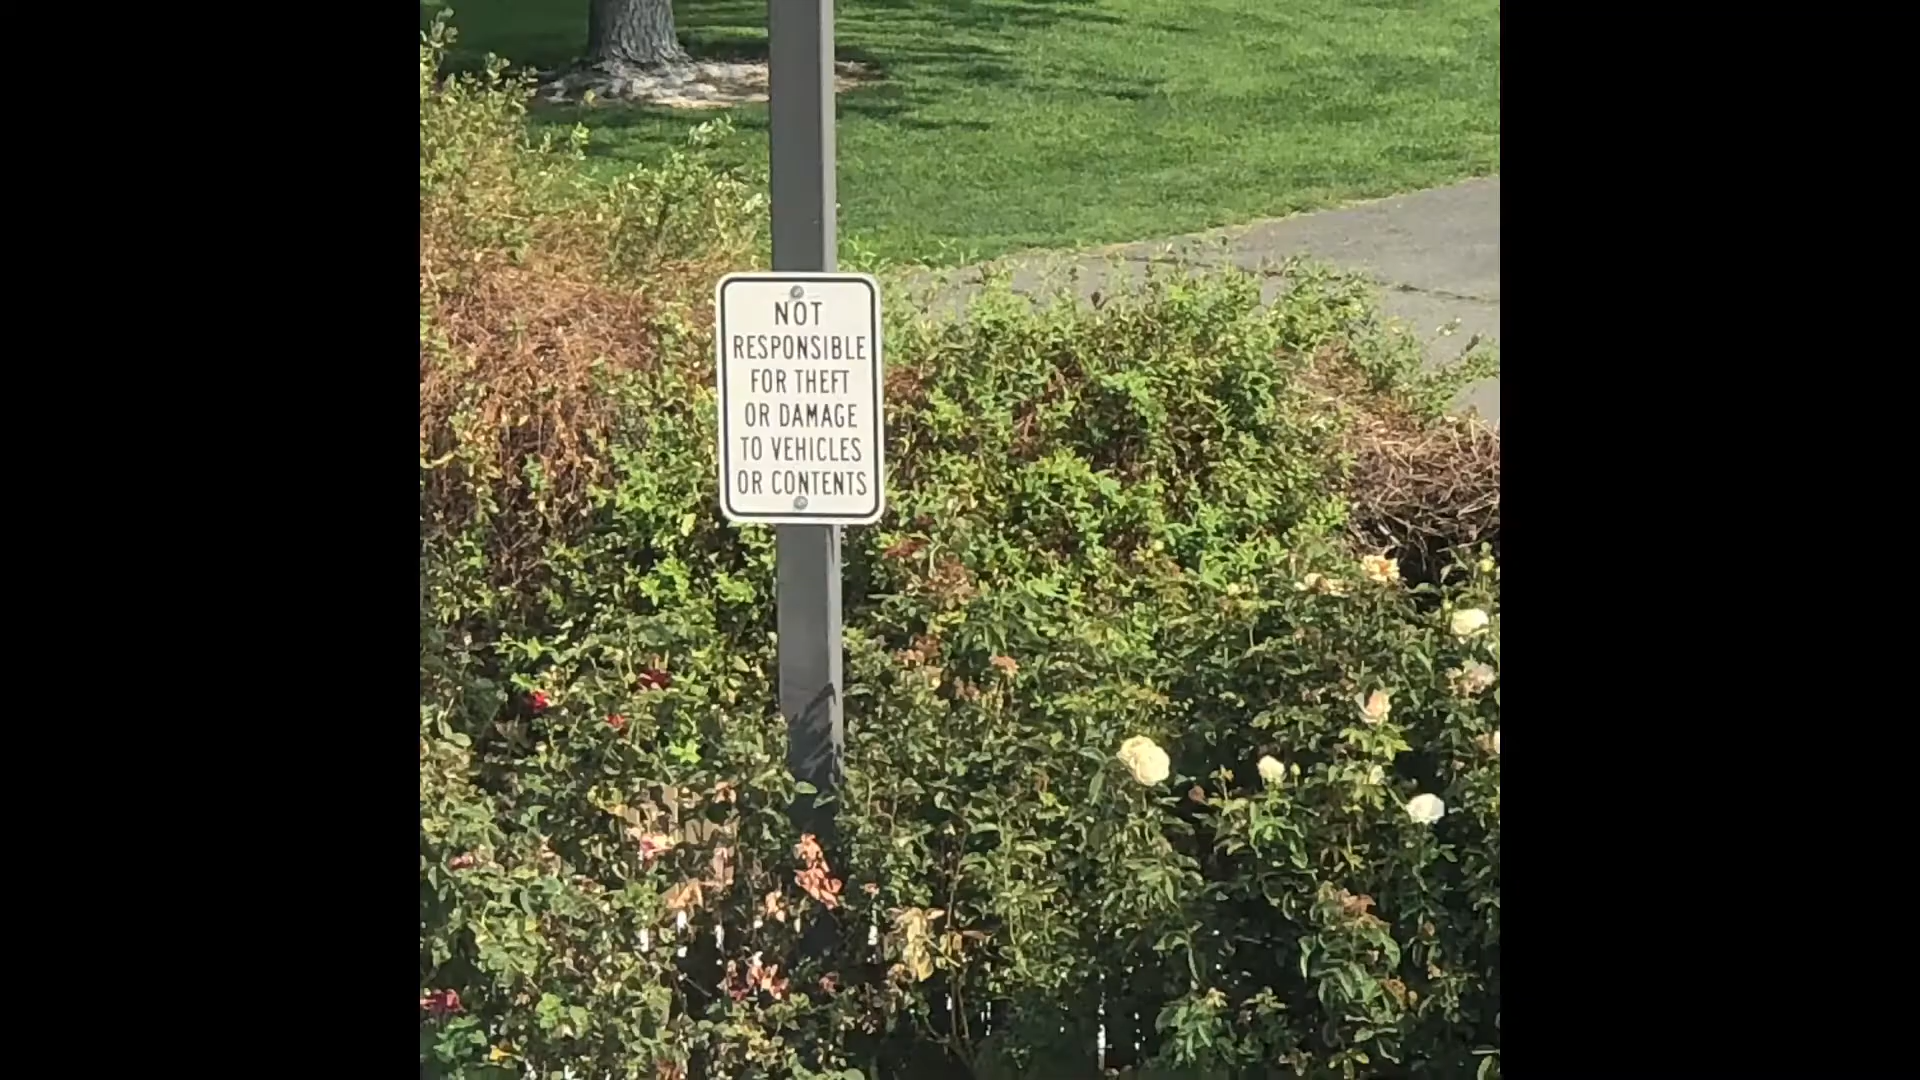 NOT
RESPONSIBLE
FOR THEFT
OR DAMAGE
TO VEHICLES
OR CONTENTS